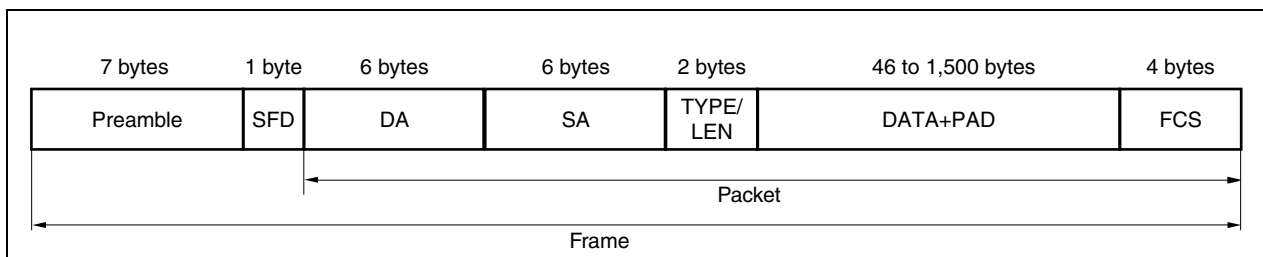 7 bytes 1 byte 6 bytes 6 bytes 2 bytes 46 to 1,500 bytes 4 bytes
Preamble SFD DA SA TYPE/ LEN DATA+PAD FCS
Packet
Frame